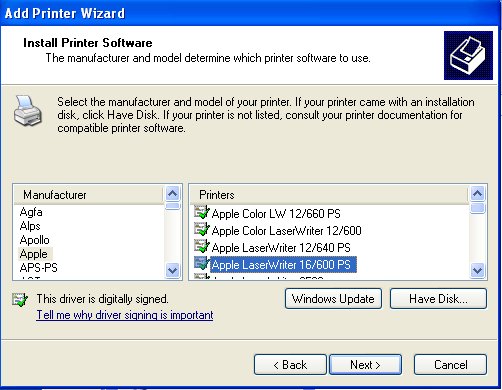 Add Printer Wizard
Install Printer Software
The manufacturer and model determine which printer software to use.
Select the manufacturer and model of your printer. If your printer came with an installation
disk, click Have Disk. If your printer is not listed, consult your printer documentation for
compatible printer software.
Manufacturer
Agfa
Alps
Apollo
Apple
APS-PS
Printers
Apple Color LW 12/660 PS
Apple Color LaserWriter 12/600
Apple LaserWriter 12/640 PS
Apple LaserWriter 16/600 PS
This driver is digitally signed.
Tell me why driver signing is important
Windows Update
Have Disk...
< Back
Next >
Cancel